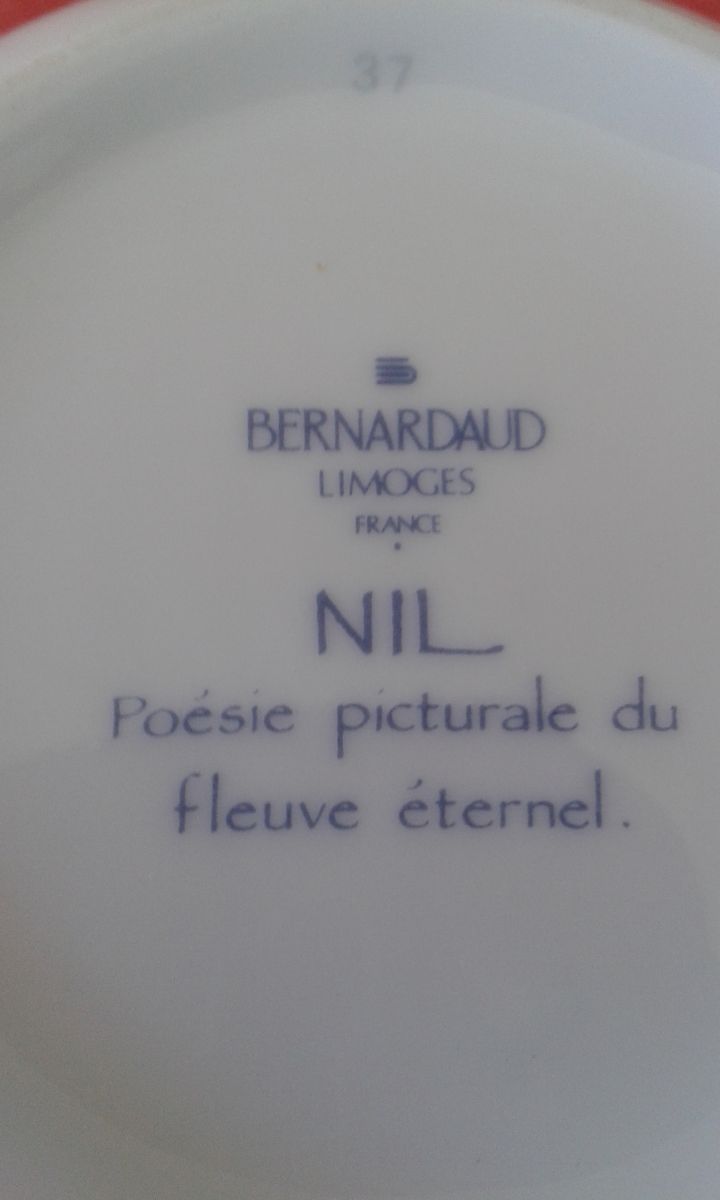 37
BERNARDAUD
LIMOGES
FRANCE
NIL
Poésie picturale du
fleuve éternel.